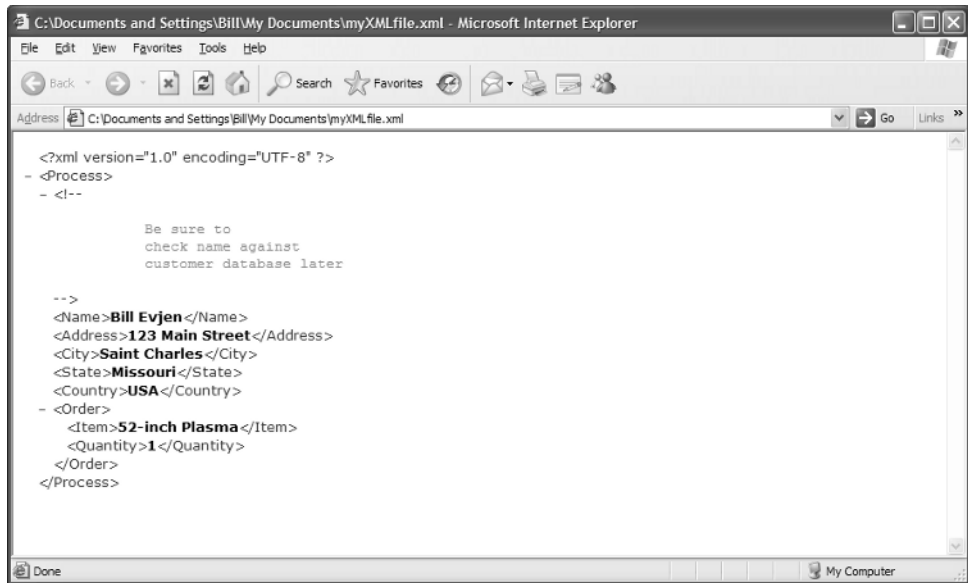 C:\Documents and Settings\Bill\My Documents\myXMLfile.xml - Microsoft Internet Explorer
File Edit View Favorites Tools Help
Back Search Favorites
Address C:\Documents and Settings\Bill\My Documents\myXMLfile.xml Go Links »
<?xml version="1.0" encoding="UTF-8" ?>
- <Process>
- <!--
Be sure to
check name against
customer database later
-->
<Name>Bill Evjen</Name>
<Address>123 Main Street</Address>
<City>Saint Charles</City>
<State>Missouri</State>
<Country>USA</Country>
- <Order>
<Item>52-inch Plasma</Item>
<Quantity>1</Quantity>
</Order>
</Process>
Done My Computer